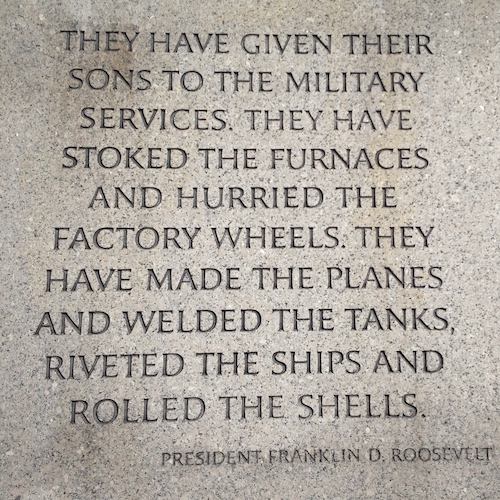 THEY HAVE GIVEN THEIR
SONS TO THE MILITARY
SERVICES. THEY HAVE
STOKED THE FURNACES
AND HURRIED THE
FACTORY WHEELS. THEY
HAVE MADE THE PLANES
AND WELDED THE TANKS,
RIVETED THE SHIPS AND
ROLLED THE SHELLS.
PRESIDENT FRANKLIN D. ROOSEVELT